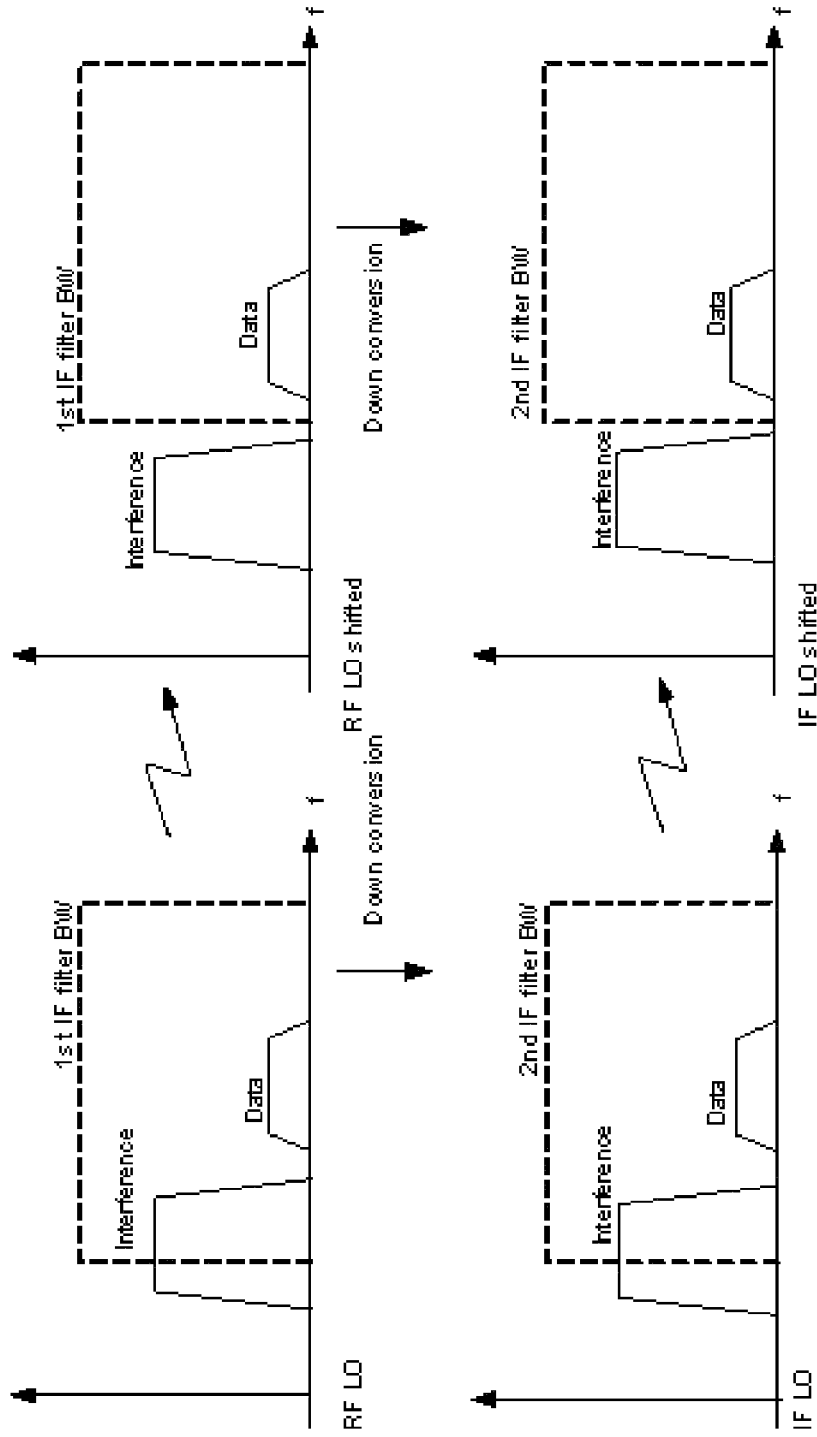 1st IF filter BW
Interference
Data
f
RF LO
1st IF filter BW
Interference
Data
f
RF LO shifted
Down conversion
Down conversion
2nd IF filter BW
Interference
Data
f
IF LO
2nd IF filter BW
Interference
Data
f
IF LO shifted